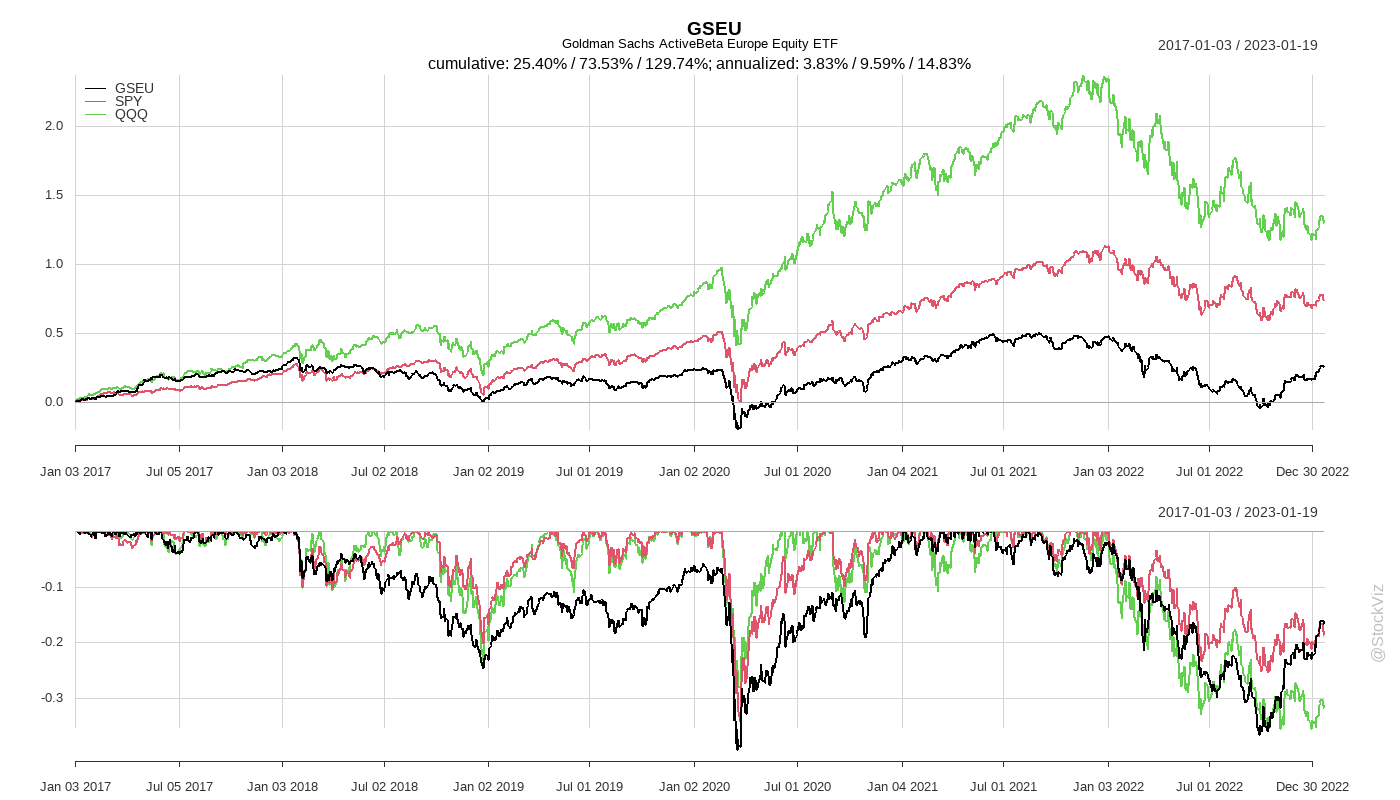 GSEU
Goldman Sachs ActiveBeta Europe Equity ETF
2017-01-03 / 2023-01-19
cumulative: 25.40% / 73.53% / 129.74%; annualized: 3.83% / 9.59% / 14.83%
GSEU
SPY
QQQ
2.0
1.5
1.0
0.5
0.0
Jan 03 2017 Jul 05 2017 Jan 03 2018 Jul 02 2018 Jan 02 2019 Jul 01 2019 Jan 02 2020 Jul 01 2020 Jan 04 2021 Jul 01 2021 Jan 03 2022 Jul 01 2022 Dec 30 2022
2017-01-03 / 2023-01-19
-0.1
-0.2
-0.3
Jan 03 2017 Jul 05 2017 Jan 03 2018 Jul 02 2018 Jan 02 2019 Jul 01 2019 Jan 02 2020 Jul 01 2020 Jan 04 2021 Jul 01 2021 Jan 03 2022 Jul 01 2022 Dec 30 2022
@StockViz